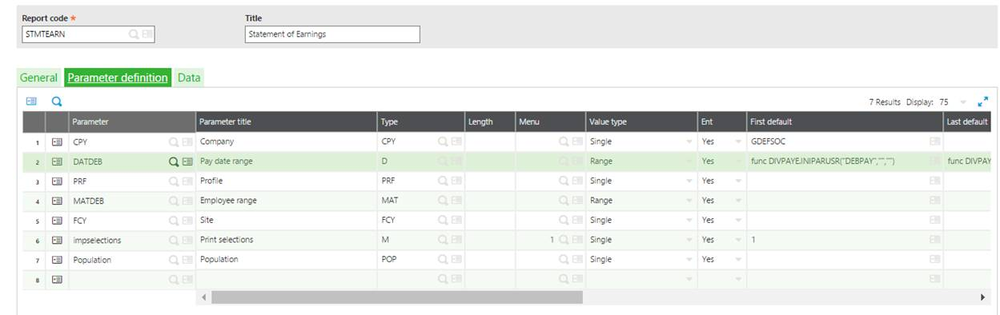 Report code * Title
STMTEARN Statement of Earnings
General Parameter definition Data
7 Results Display: 75
Parameter Parameter title Type Length Menu Value type Ent First default Last default
1 CPY Company CPY Single Yes GDEFSOC
2 DATDEB Pay date range D Range Yes func DIVPAYE.INIPARUSR("DEBPAY","","") func DIVPAY
3 PRF Profile PRF Single Yes
4 MATDEB Employee range MAT Range Yes
5 FCY Site FCY Single Yes
6 impselections Print selections M 1 Single Yes 1
7 Population Population POP Single Yes
8